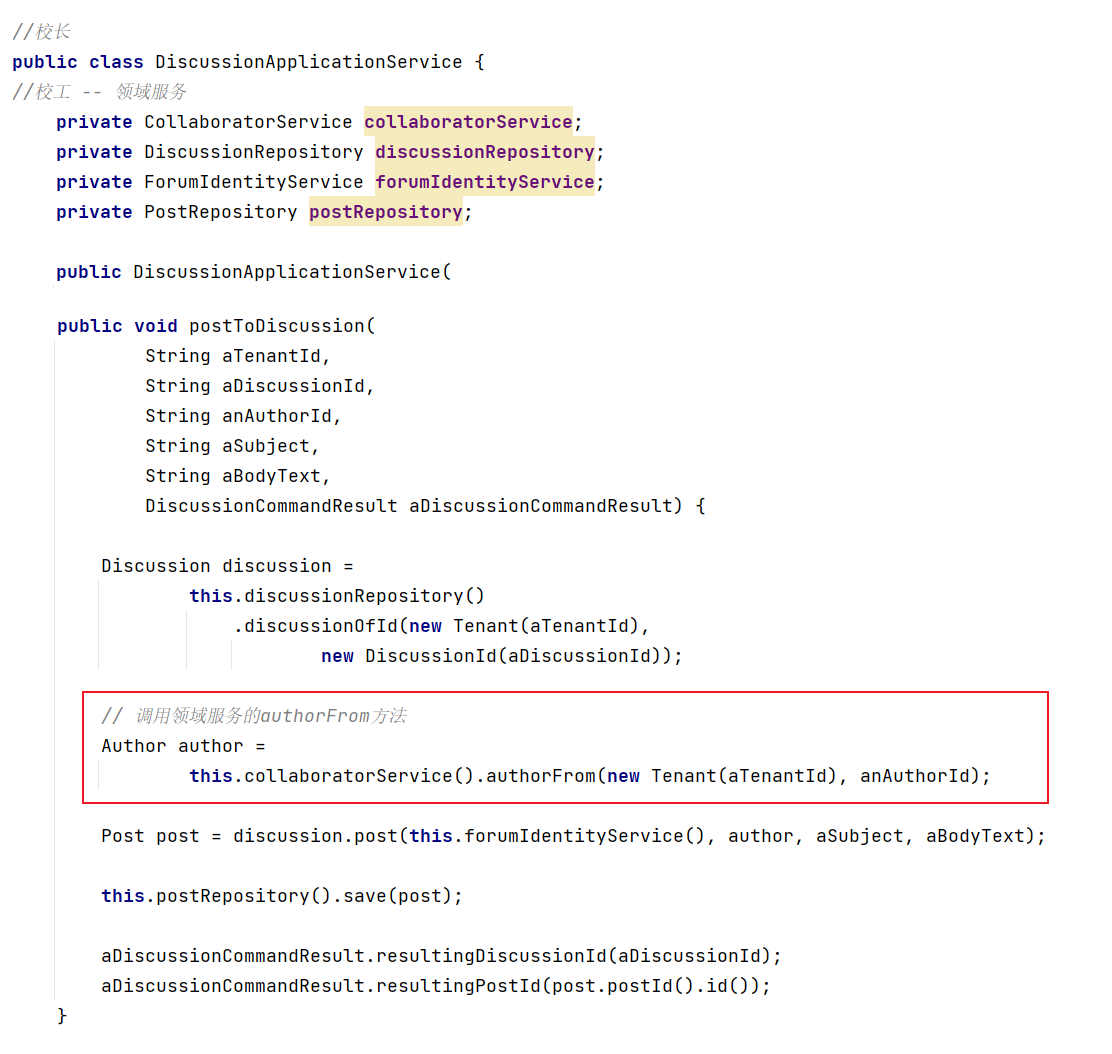 //校长
public class DiscussionApplicationService {
//校工 -- 领域服务
    private CollaboratorService collaboratorService;
    private DiscussionRepository discussionRepository;
    private ForumIdentityService forumIdentityService;
    private PostRepository postRepository;
    public DiscussionApplicationService(
    public void postToDiscussion(
            String aTenantId,
            String aDiscussionId,
            String anAuthorId,
            String aSubject,
            String aBodyText,
            DiscussionCommandResult aDiscussionCommandResult) {
        Discussion discussion =
                this.discussionRepository()
                    .discussionOfId(new Tenant(aTenantId),
                            new DiscussionId(aDiscussionId));
        // 调用领域服务的authorFrom方法
        Author author =
                this.collaboratorService().authorFrom(new Tenant(aTenantId), anAuthorId);
        Post post = discussion.post(this.forumIdentityService(), author, aSubject, aBodyText);
        this.postRepository().save(post);
        aDiscussionCommandResult.resultingDiscussionId(aDiscussionId);
        aDiscussionCommandResult.resultingPostId(post.postId().id());
    }